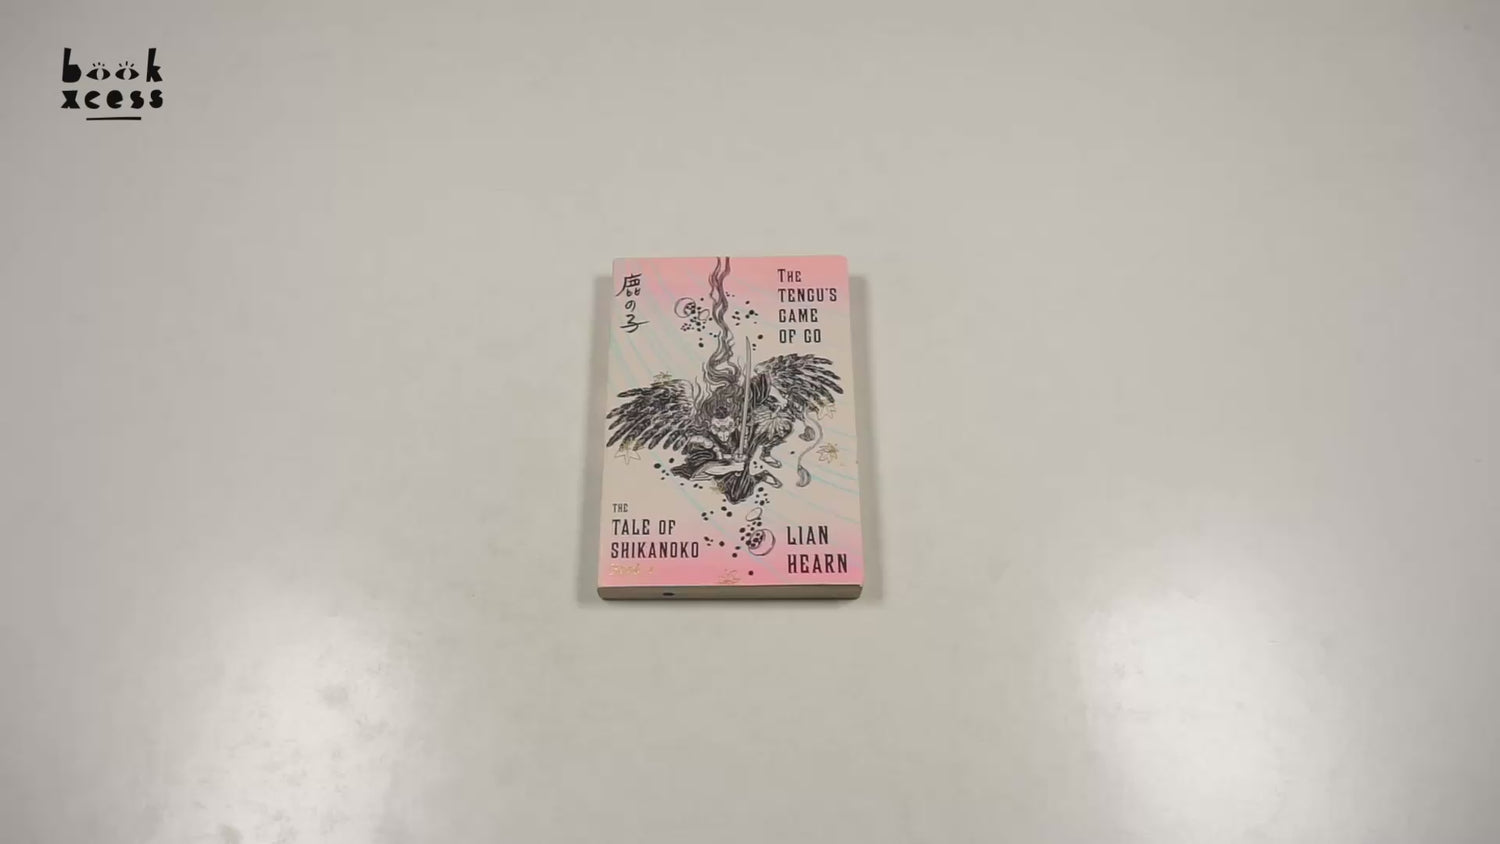 book
xcess
鹿の子
THE
TENGU'S
GAME
OF GO
THE
TALE OF
SHIKANOKO
LIAN
HEARN